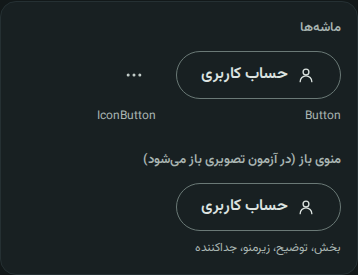 ماشه‌ها
حساب کاربری
Button
IconButton
منوی باز (در آزمون تصویری باز می‌شود)
حساب کاربری
بخش، توضیح، زیرمنو، جداکننده